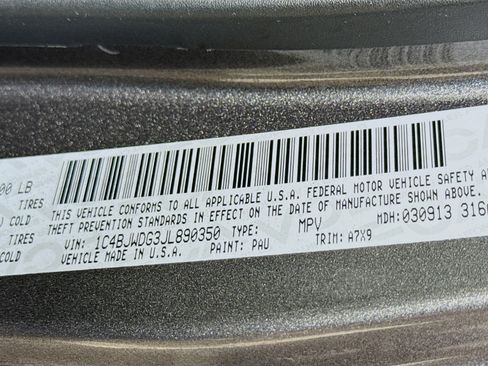 00 LB
TIRES
COLD
TIRES
COLD
THIS VEHICLE CONFORMS TO ALL APPLICABLE U.S.A. FEDERAL MOTOR VEHICLE SAFETY A
THEFT PREVENTION STANDARDS IN EFFECT ON THE DATE OF MANUFACTURE SHOWN ABOVE.
VIN: 1C4BJWDG3JL890350 TYPE: MPV MDH: 030913 316
VEHICLE MADE IN U.S.A. PAINT: PAU TRIM: A7X9